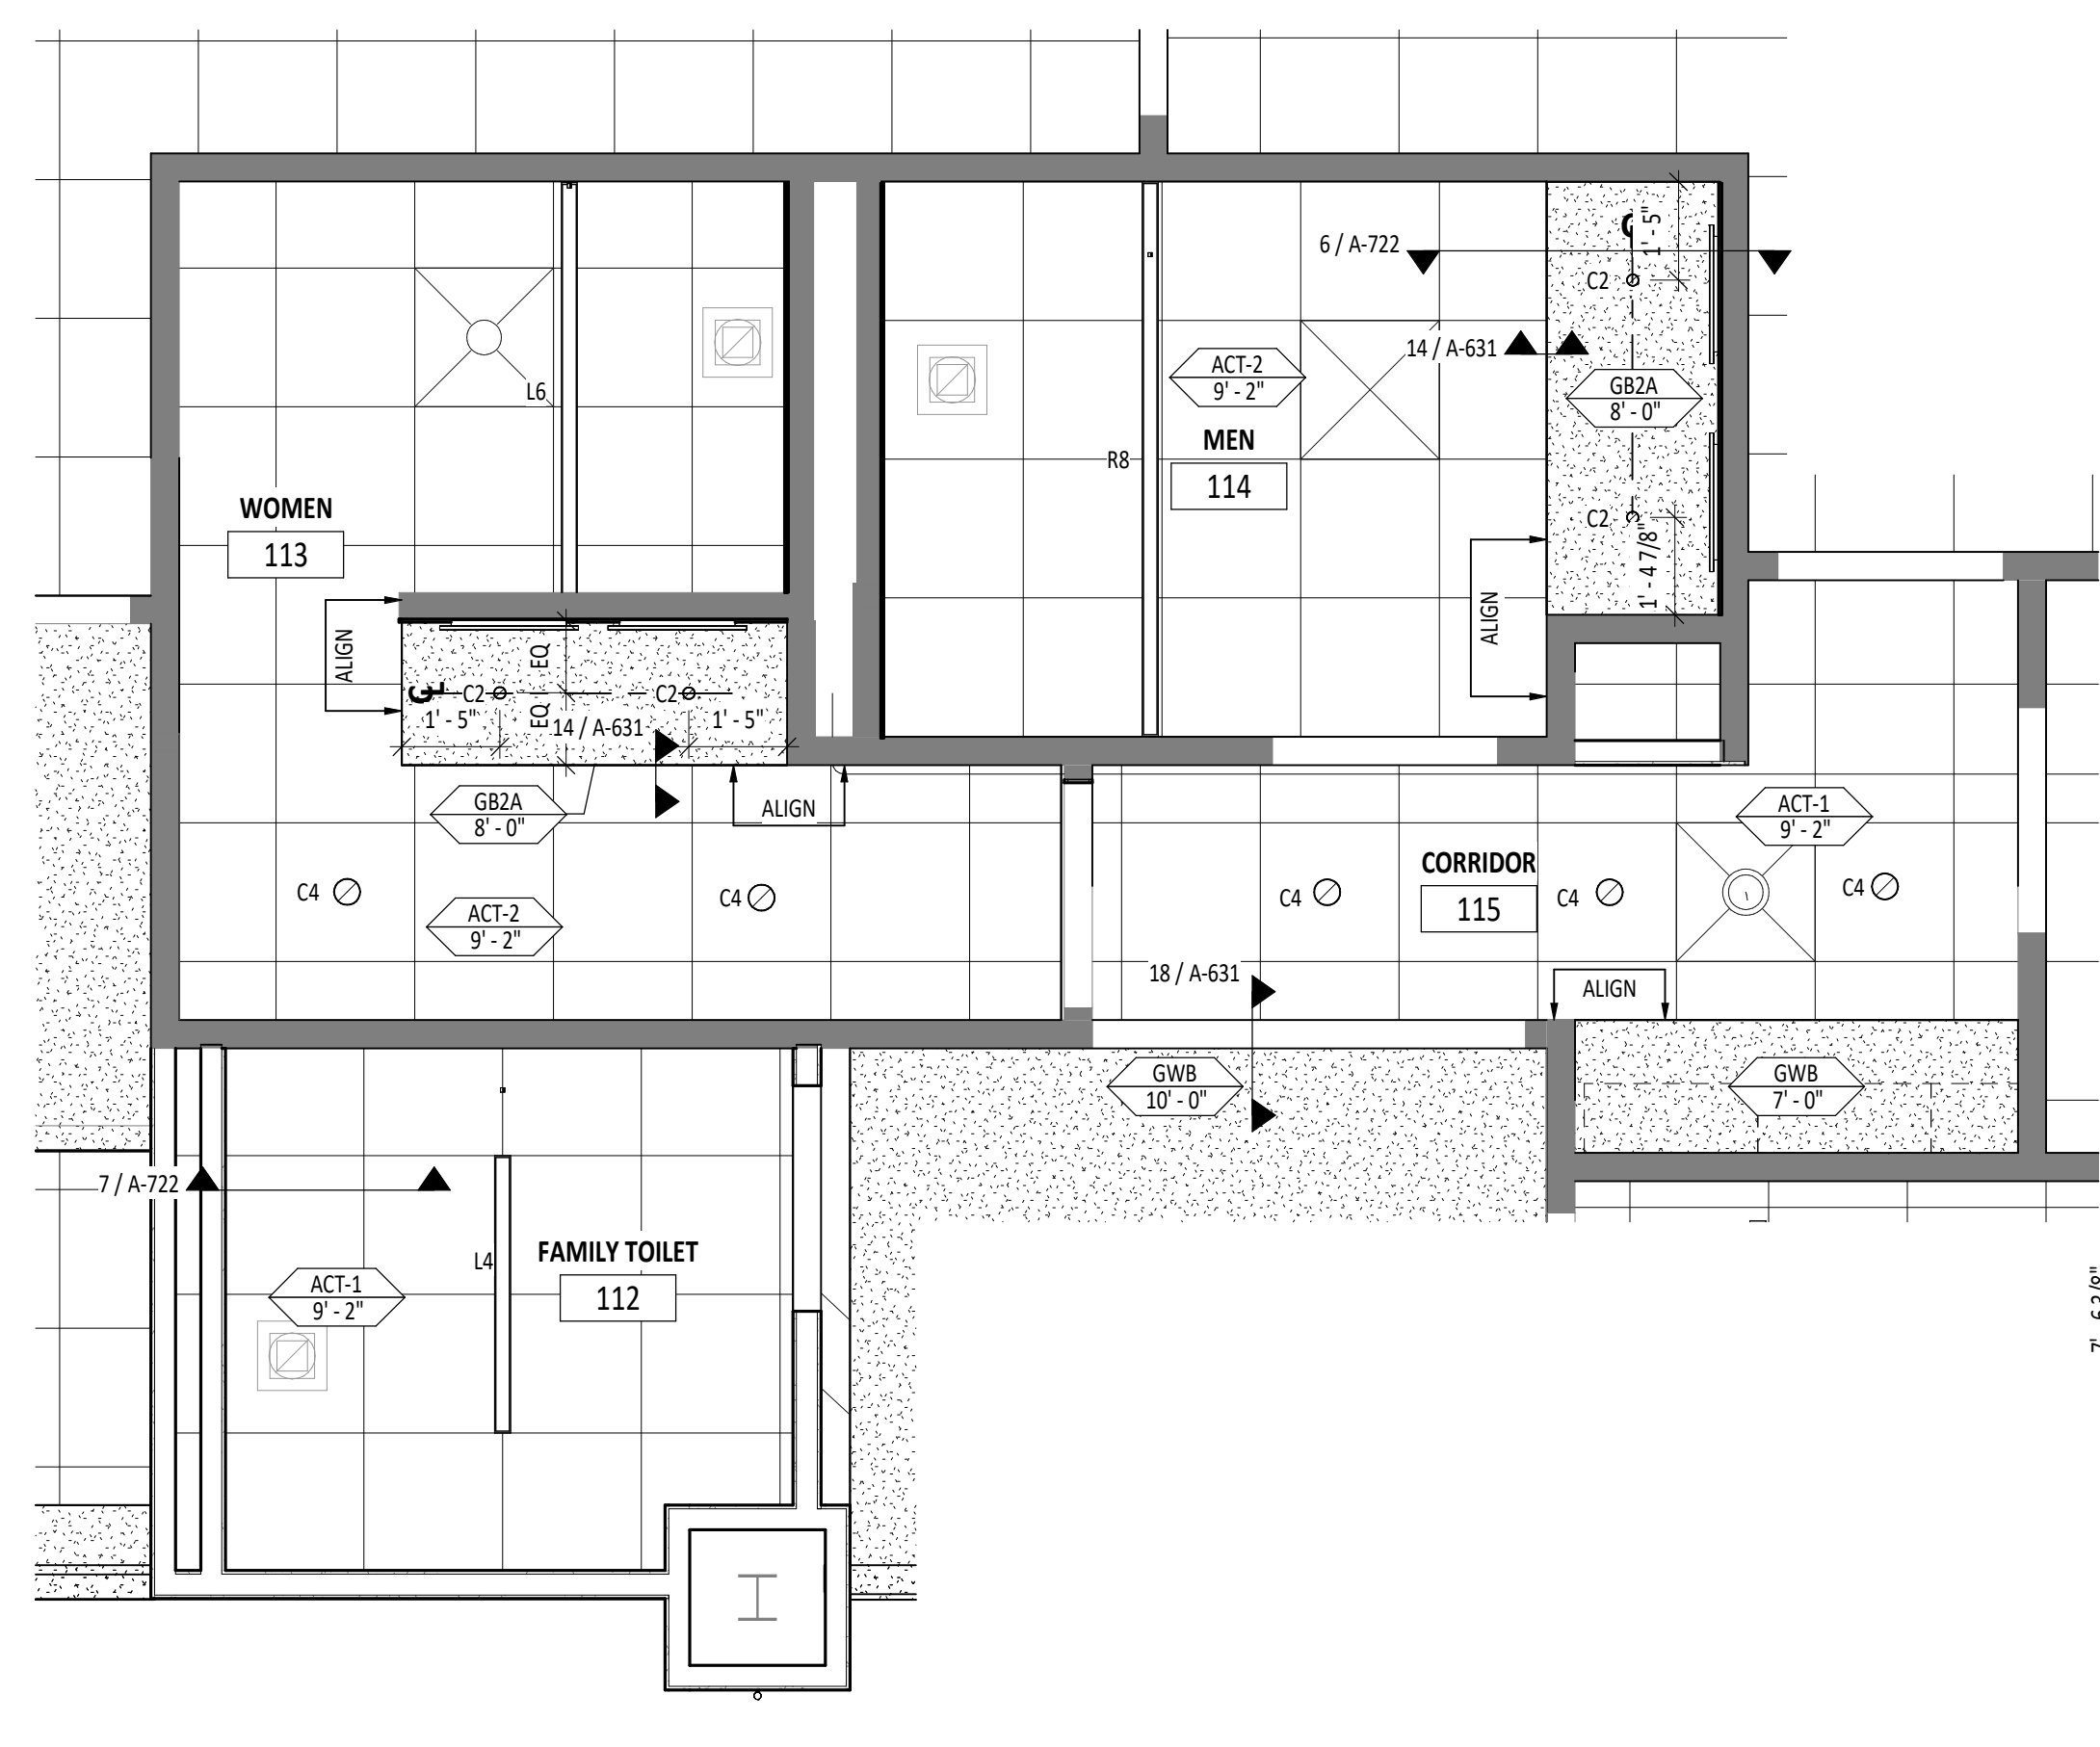 6 / A-722
1' - 5"
C2
14 / A-631
ACT-2
9' - 2"
GB2A
8' - 0"
L6
MEN
114
R8
WOMEN
113
C2
1' - 4 7/8"
ALIGN
ALIGN
EQ
C2
C2
1' - 5"
EQ
14 / A-631
1' - 5"
GB2A
8' - 0"
ALIGN
ACT-1
9' - 2"
CORRIDOR
115
C4
C4
C4
C4
C4
ACT-2
9' - 2"
18 / A-631
ALIGN
GWB
10' - 0"
GWB
7' - 0"
7 / A-722
L4
FAMILY TOILET
112
ACT-1
9' - 2"